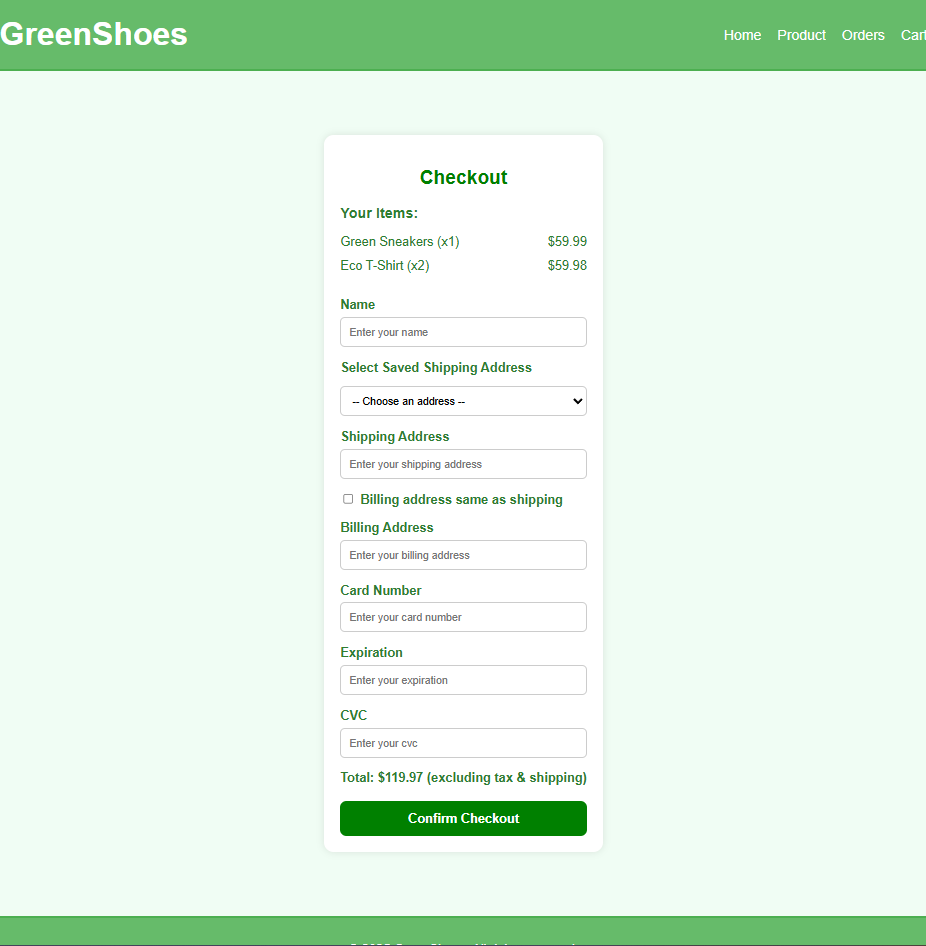 GreenShoes
Home Product Orders Cart
Checkout
Your Items:
Green Sneakers (x1) $59.99
Eco T-Shirt (x2) $59.98
Name
Enter your name
Select Saved Shipping Address
-- Choose an address --
Shipping Address
Enter your shipping address
Billing address same as shipping
Billing Address
Enter your billing address
Card Number
Enter your card number
Expiration
Enter your expiration
CVC
Enter your cvc
Total: $119.97 (excluding tax & shipping)
Confirm Checkout